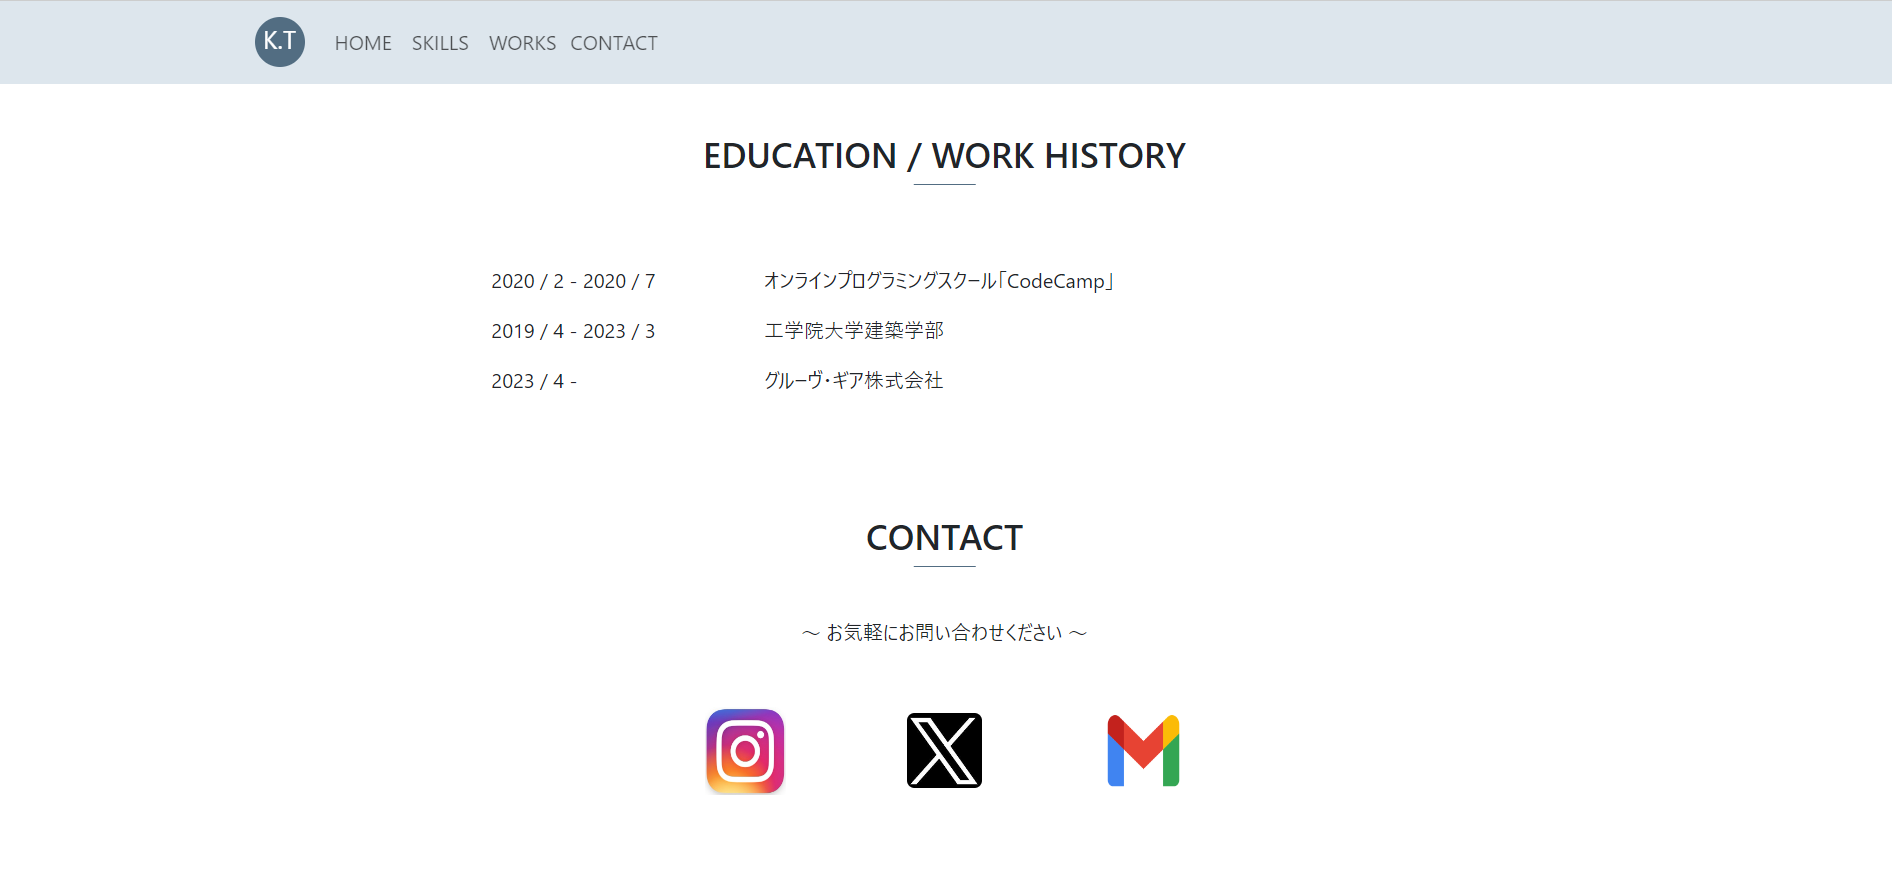 K.T HOME SKILLS WORKS CONTACT
EDUCATION / WORK HISTORY
2020 / 2 - 2020 / 7 オンラインプログラミングスクール「CodeCamp」
2019 / 4 - 2023 / 3 工学院大学建築学部
2023 / 4 - グルーヴ・ギア株式会社
CONTACT
～ お気軽にお問い合わせください ～